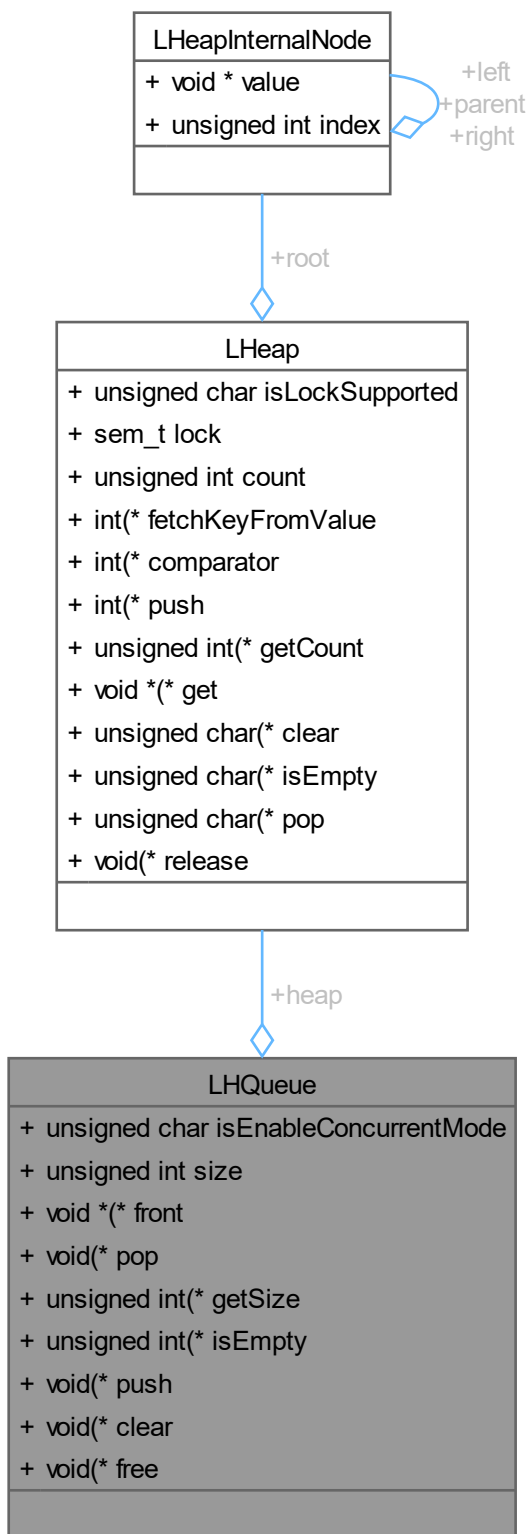 LHeapInternalNode
+ void * value
+ unsigned int index
+left
+parent
+right
+root
LHeap
+ unsigned char isLockSupported
+ sem_t lock
+ unsigned int count
+ int(* fetchKeyFromValue
+ int(* comparator
+ int(* push
+ unsigned int(* getCount
+ void *(* get
+ unsigned char(* clear
+ unsigned char(* isEmpty
+ unsigned char(* pop
+ void(* release
+heap
LHQueue
+ unsigned char isEnableConcurrentMode
+ unsigned int size
+ void *(* front
+ void(* pop
+ unsigned int(* getSize
+ unsigned int(* isEmpty
+ void(* push
+ void(* clear
+ void(* free